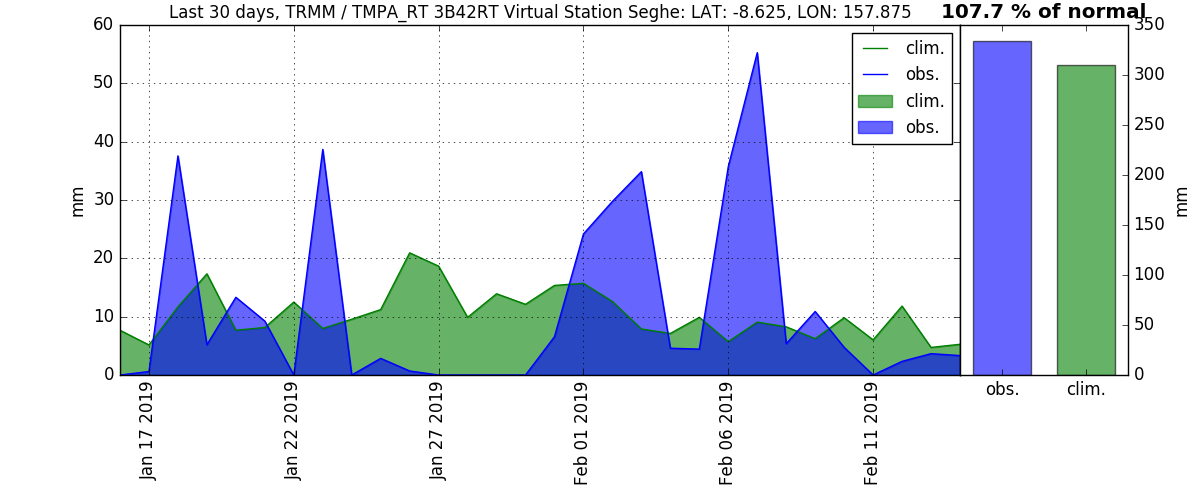 Last 30 days, TRMM / TMPA_RT 3B42RT Virtual Station Seghe: LAT: -8.625, LON: 157.875
107.7 % of normal
60
50
40
30
20
10
0
mm
clim.
obs.
clim.
obs.
Jan 17 2019
Jan 22 2019
Jan 27 2019
Feb 01 2019
Feb 06 2019
Feb 11 2019
350
300
250
200
150
100
50
0
mm
obs. clim.